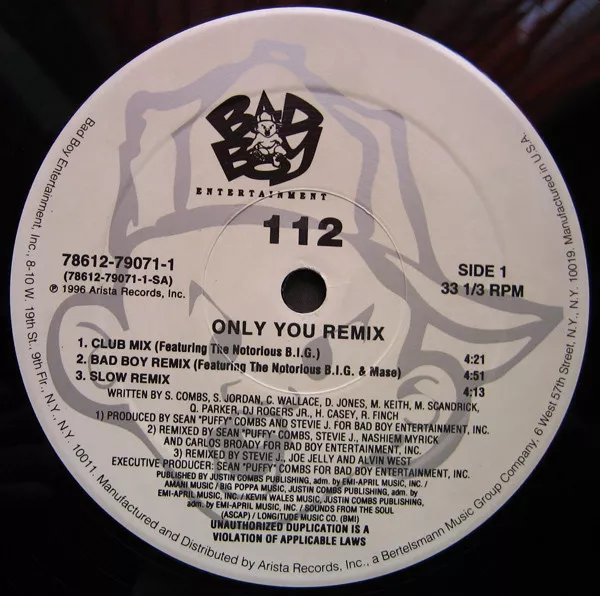 BAD
BOY
ENTERTAINMENT
112
78612-79071-1
(78612-79071-1-SA)
℗ 1996 Arista Records, Inc.
SIDE 1
33 1/3 RPM
ONLY YOU REMIX
1. CLUB MIX (Featuring The Notorious B.I.G.) 4:21
2. BAD BOY REMIX (Featuring The Notorious B.I.G. & Mase) 4:51
3. SLOW REMIX 4:13
WRITTEN BY S. COMBS, S. JORDAN, C. WALLACE, D. JONES, M. KEITH, M. SCANDRICK,
Q. PARKER, DJ ROGERS JR., H. CASEY, R. FINCH
1) PRODUCED BY SEAN "PUFFY" COMBS AND STEVIE J. FOR BAD BOY ENTERTAINMENT, INC.
2) REMIXED BY SEAN "PUFFY" COMBS, STEVIE J., NASHIEM MYRICK
AND CARLOS BROADY FOR BAD BOY ENTERTAINMENT, INC.
3) REMIXED BY STEVIE J., JOE JELLY AND ALVIN WEST
EXECUTIVE PRODUCER: SEAN "PUFFY" COMBS FOR BAD BOY ENTERTAINMENT, INC.
PUBLISHED BY JUSTIN COMBS PUBLISHING, adm. by EMI-APRIL MUSIC, INC. /
AMANI MUSIC / BIG POPPA MUSIC, JUSTIN COMBS PUBLISHING, adm. by
EMI-APRIL MUSIC, INC. / KEVIN WALES MUSIC, JUSTIN COMBS PUBLISHING,
adm. by EMI-APRIL MUSIC, INC. / SOUNDS FROM THE SOUL
(ASCAP) / LONGITUDE MUSIC CO. (BMI)
UNAUTHORIZED DUPLICATION IS A
VIOLATION OF APPLICABLE LAWS
Bad Boy Entertainment, Inc., 8-10 W. 19th St., 9th Flr., N.Y., N.Y. 10011. Manufactured and Distributed by Arista Records, Inc., a Bertelsmann Music Group Company, 6 West 57th Street, N.Y., N.Y. 10019. Manufactured in U.S.A.